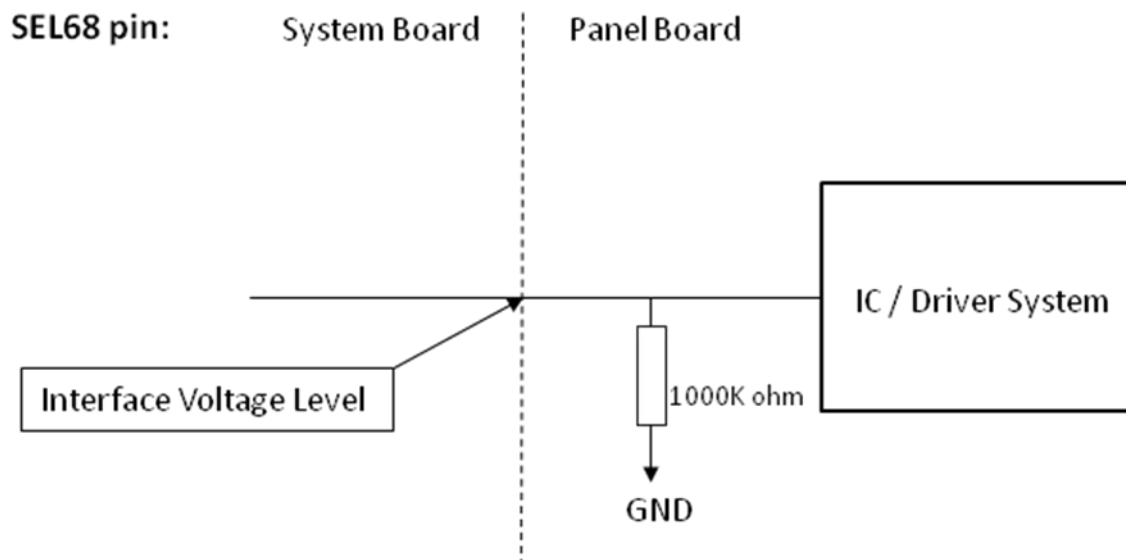 SEL68 pin:
System Board
Panel Board
IC / Driver System
Interface Voltage Level
1000K ohm
GND